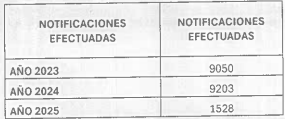 NOTIFICACIONES
EFECTUADAS
NOTIFICACIONES
EFECTUADAS
AÑO 2023 9050
AÑO 2024 9203
AÑO 2025 1528